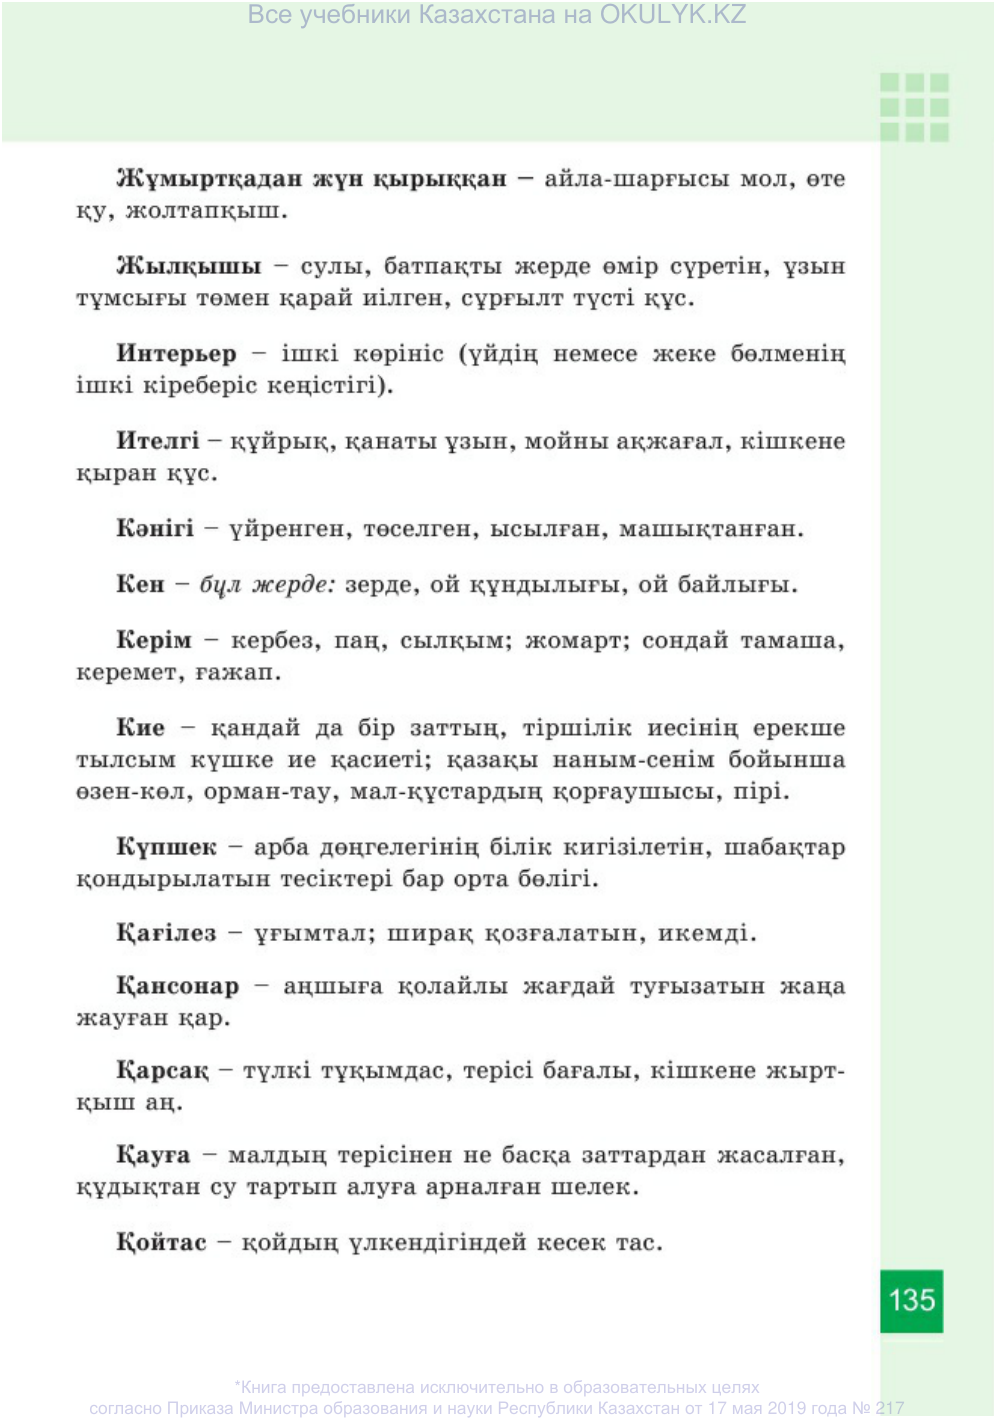 Все учебники Казахстана на OKULYK.KZ
Жұмыртқадан жүн қырыққан – айла-шарғысы мол, өте
қу, жолтапқыш.
Жылқышы – сулы, батпақты жерде өмір сүретін, ұзын
тұмсығы төмен қарай иілген, сұрғылт түсті құс.
Интерьер – ішкі көрініс (үйдің немесе жеке бөлменің
ішкі кіреберіс кеңістігі).
Ителгі – құйрық, қанаты ұзын, мойны ақжағал, кішкене
қыран құс.
Кәнігі – үйренген, төселген, ысылған, машықтанған.
Кен – бұл жерде: зерде, ой құндылығы, ой байлығы.
Керім – кербез, паң, сылқым; жомарт; сондай тамаша,
керемет, ғажап.
Кие – қандай да бір заттың, тіршілік иесінің ерекше
тылсым күшке ие қасиеті; қазақы наным-сенім бойынша
өзен-көл, орман-тау, мал-құстардың қорғаушысы, пірі.
Күпшек – арба дөңгелегінің білік кигізілетін, шабақтар
қондырылатын тесіктері бар орта бөлігі.
Қағілез – ұғымтал; ширақ қозғалатын, икемді.
Қансонар – аңшыға қолайлы жағдай туғызатын жаңа
жауған қар.
Қарсақ – түлкі тұқымдас, терісі бағалы, кішкене жырт-
қыш аң.
Қауға – малдың терісінен не басқа заттардан жасалған,
құдықтан су тартып алуға арналған шелек.
Қойтас – қойдың үлкендігіндей кесек тас.
135
*Книга предоставлена исключительно в образовательных целях
согласно Приказа Министра образования и науки Республики Казахстан от 17 мая 2019 года № 217